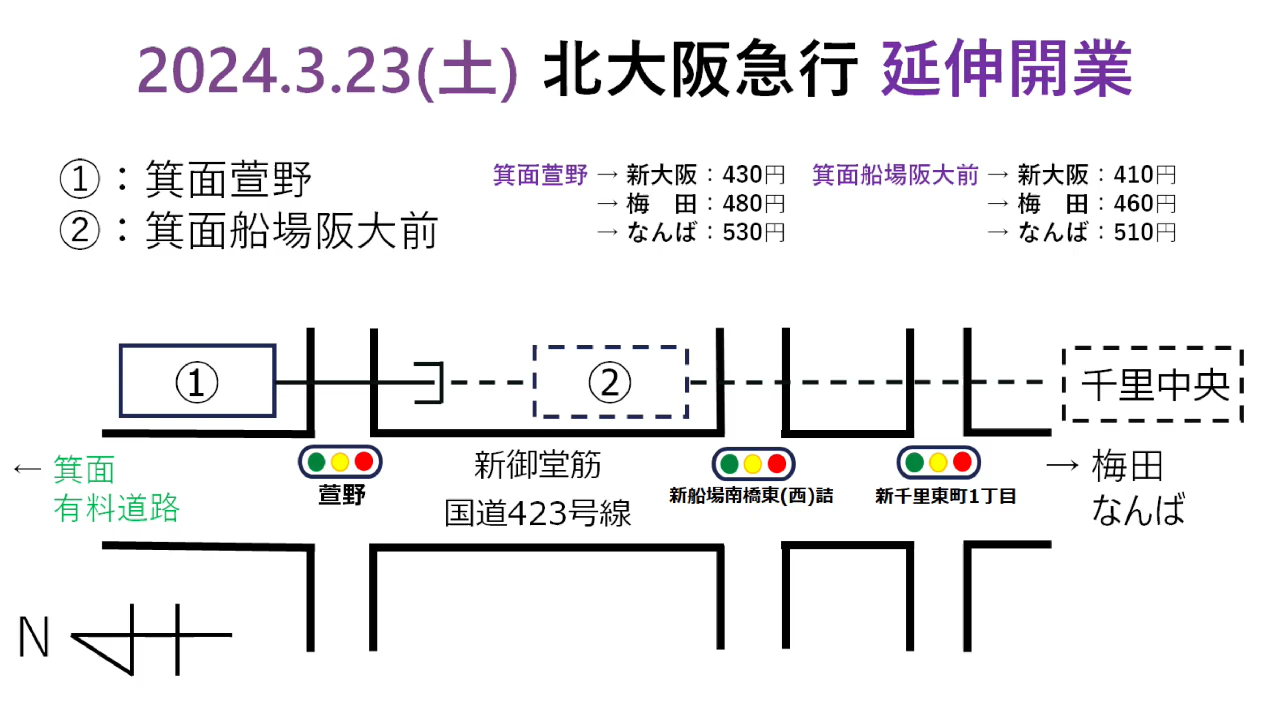 2024.3.23(土) 北大阪急行 延伸開業
①：箕面萱野
②：箕面船場阪大前
箕面萱野 → 新大阪：430円
→ 梅　田：480円
→ なんば：530円
箕面船場阪大前 → 新大阪：410円
→ 梅　田：460円
→ なんば：510円
①
②
千里中央
← 箕面
有料道路
萱野
新御堂筋
国道423号線
新船場南橋東(西)詰
新千里東町1丁目
→ 梅田
なんば
N